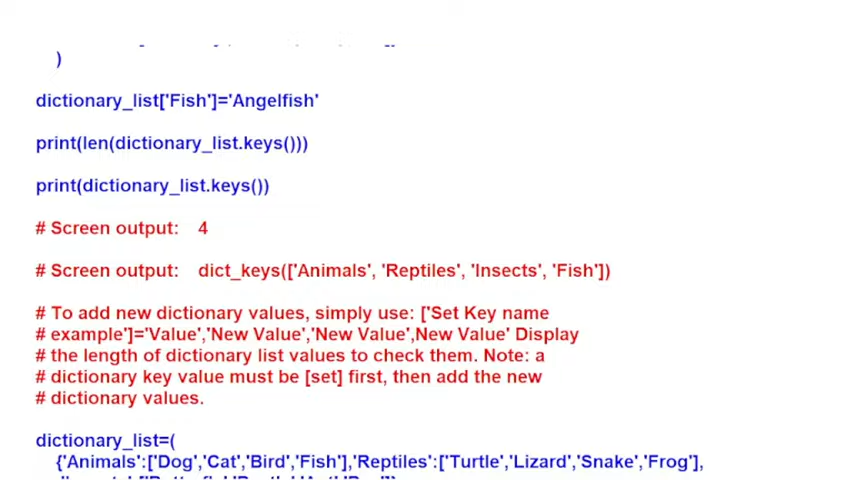 )
dictionary_list['Fish']='Angelfish'
print(len(dictionary_list.keys()))
print(dictionary_list.keys())
# Screen output:   4
# Screen output:   dict_keys(['Animals', 'Reptiles', 'Insects', 'Fish'])
# To add new dictionary values, simply use: ['Set Key name
# example']='Value','New Value','New Value',New Value' Display
# the length of dictionary list values to check them. Note: a
# dictionary key value must be [set] first, then add the new
# dictionary values.
dictionary_list=(
{'Animals':['Dog','Cat','Bird','Fish'],'Reptiles':['Turtle','Lizard','Snake','Frog'],